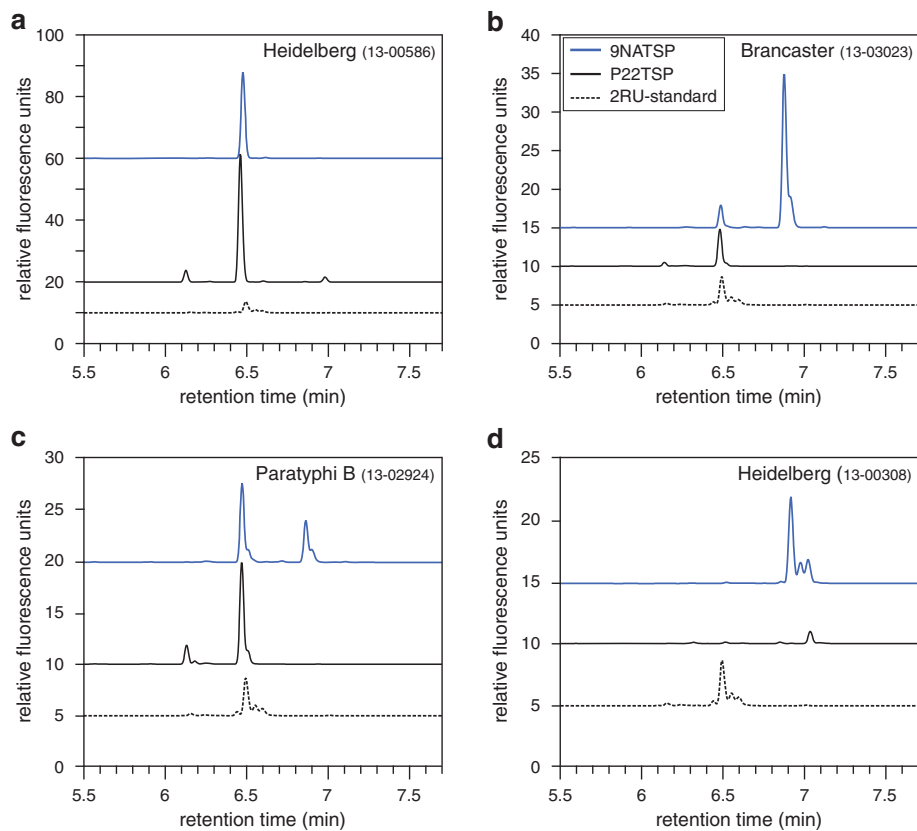 a
Heidelberg (13-00586)
relative fluorescence units
100
80
60
40
20
0
5.5 6 6.5 7 7.5
retention time (min)
b
Brancaster (13-03023)
9NATSP
P22TSP
2RU-standard
relative fluorescence units
40
35
30
25
20
15
10
5
0
5.5 6 6.5 7 7.5
retention time (min)
c
Paratyphi B (13-02924)
relative fluorescence units
30
25
20
15
10
5
0
5.5 6 6.5 7 7.5
retention time (min)
d
Heidelberg (13-00308)
relative fluorescence units
25
20
15
10
5
0
5.5 6 6.5 7 7.5
retention time (min)